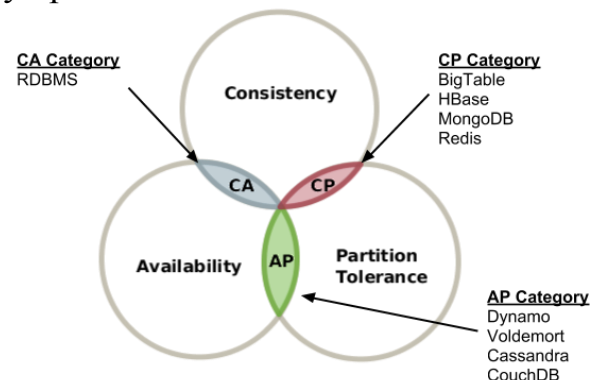 CA Category
RDBMS
CP Category
BigTable
HBase
MongoDB
Redis
Consistency
CA
CP
Availability
AP
Partition
Tolerance
AP Category
Dynamo
Voldemort
Cassandra
CouchDB